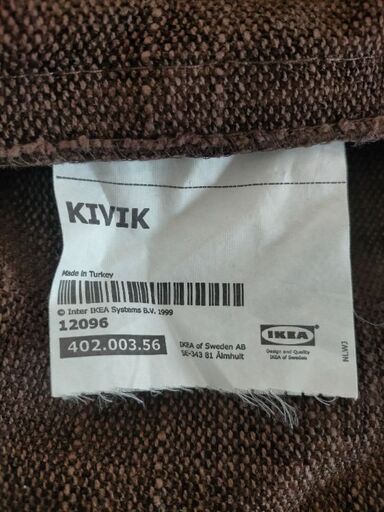 KIVIK
Made in Turkey
© Inter IKEA Systems B.V. 1999
12096
402.003.56
IKEA of Sweden AB
SE-343 81 Älmhult
IKEA
Design and Quality
IKEA of Sweden
NLWJ